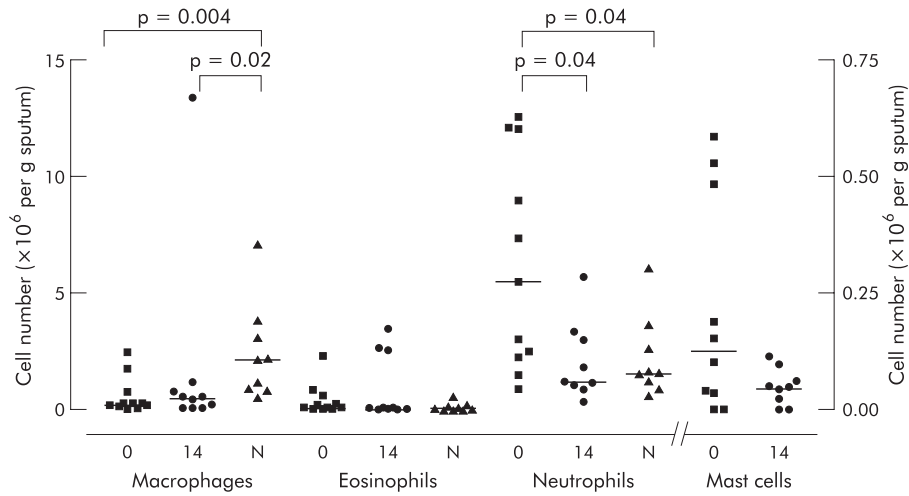 p = 0.004
p = 0.04
p = 0.02
p = 0.04
15
10
5
0
Cell number (×10⁶ per g sputum)
0.75
0.50
0.25
0.00
Cell number (×10⁶ per g sputum)
0 14 N 0 14 N 0 14 N 0 14
Macrophages Eosinophils Neutrophils Mast cells